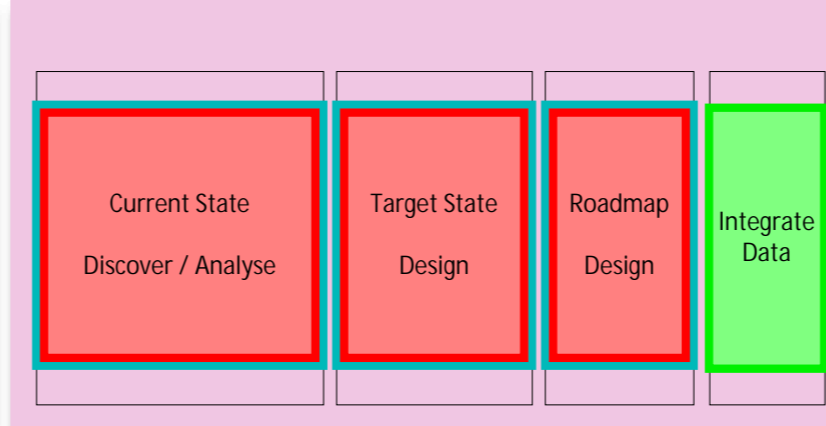 Current State
Discover / Analyse
Target State
Design
Roadmap
Design
Integrate
Data